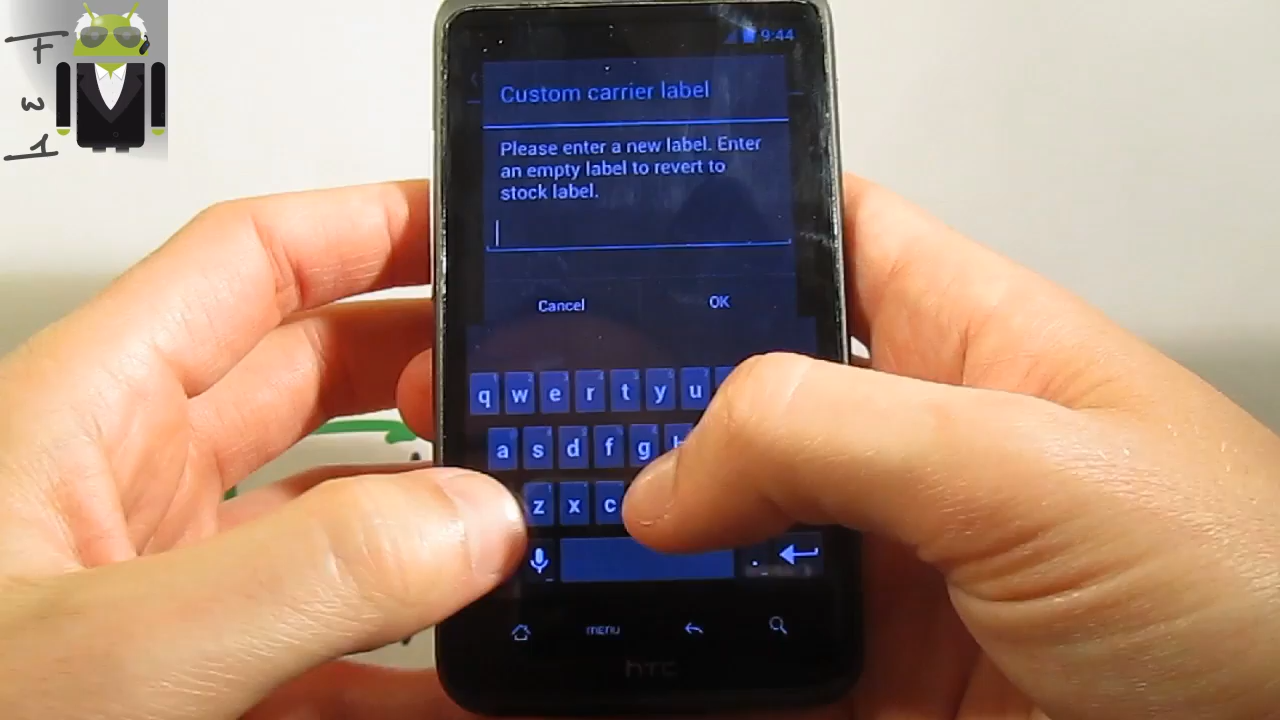 F
W
1
9:44
Custom carrier label
Please enter a new label. Enter
an empty label to revert to
stock label.
Cancel
OK
q w e r t y u
a s d f g h
z x c
.
menu
hTC